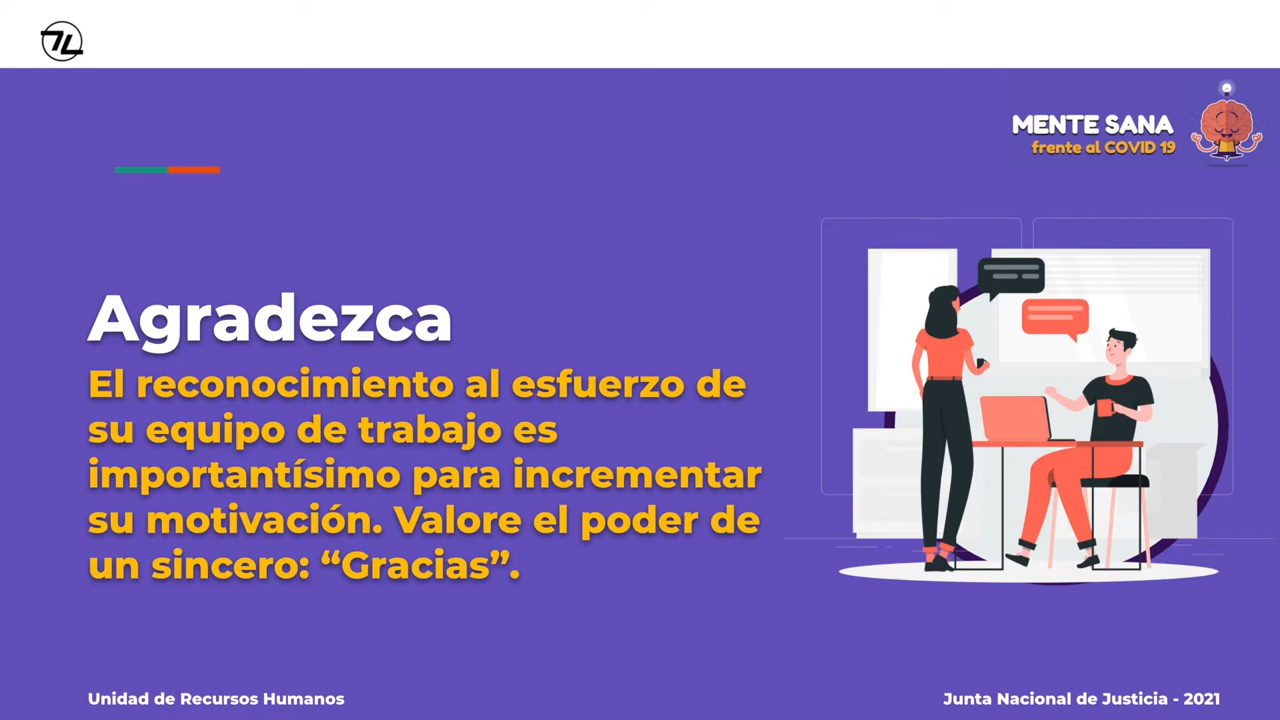 MENTE SANA
frente al COVID 19
Agradezca
El reconocimiento al esfuerzo de
su equipo de trabajo es
importantísimo para incrementar
su motivación. Valore el poder de
un sincero: “Gracias”.
Unidad de Recursos Humanos
Junta Nacional de Justicia - 2021